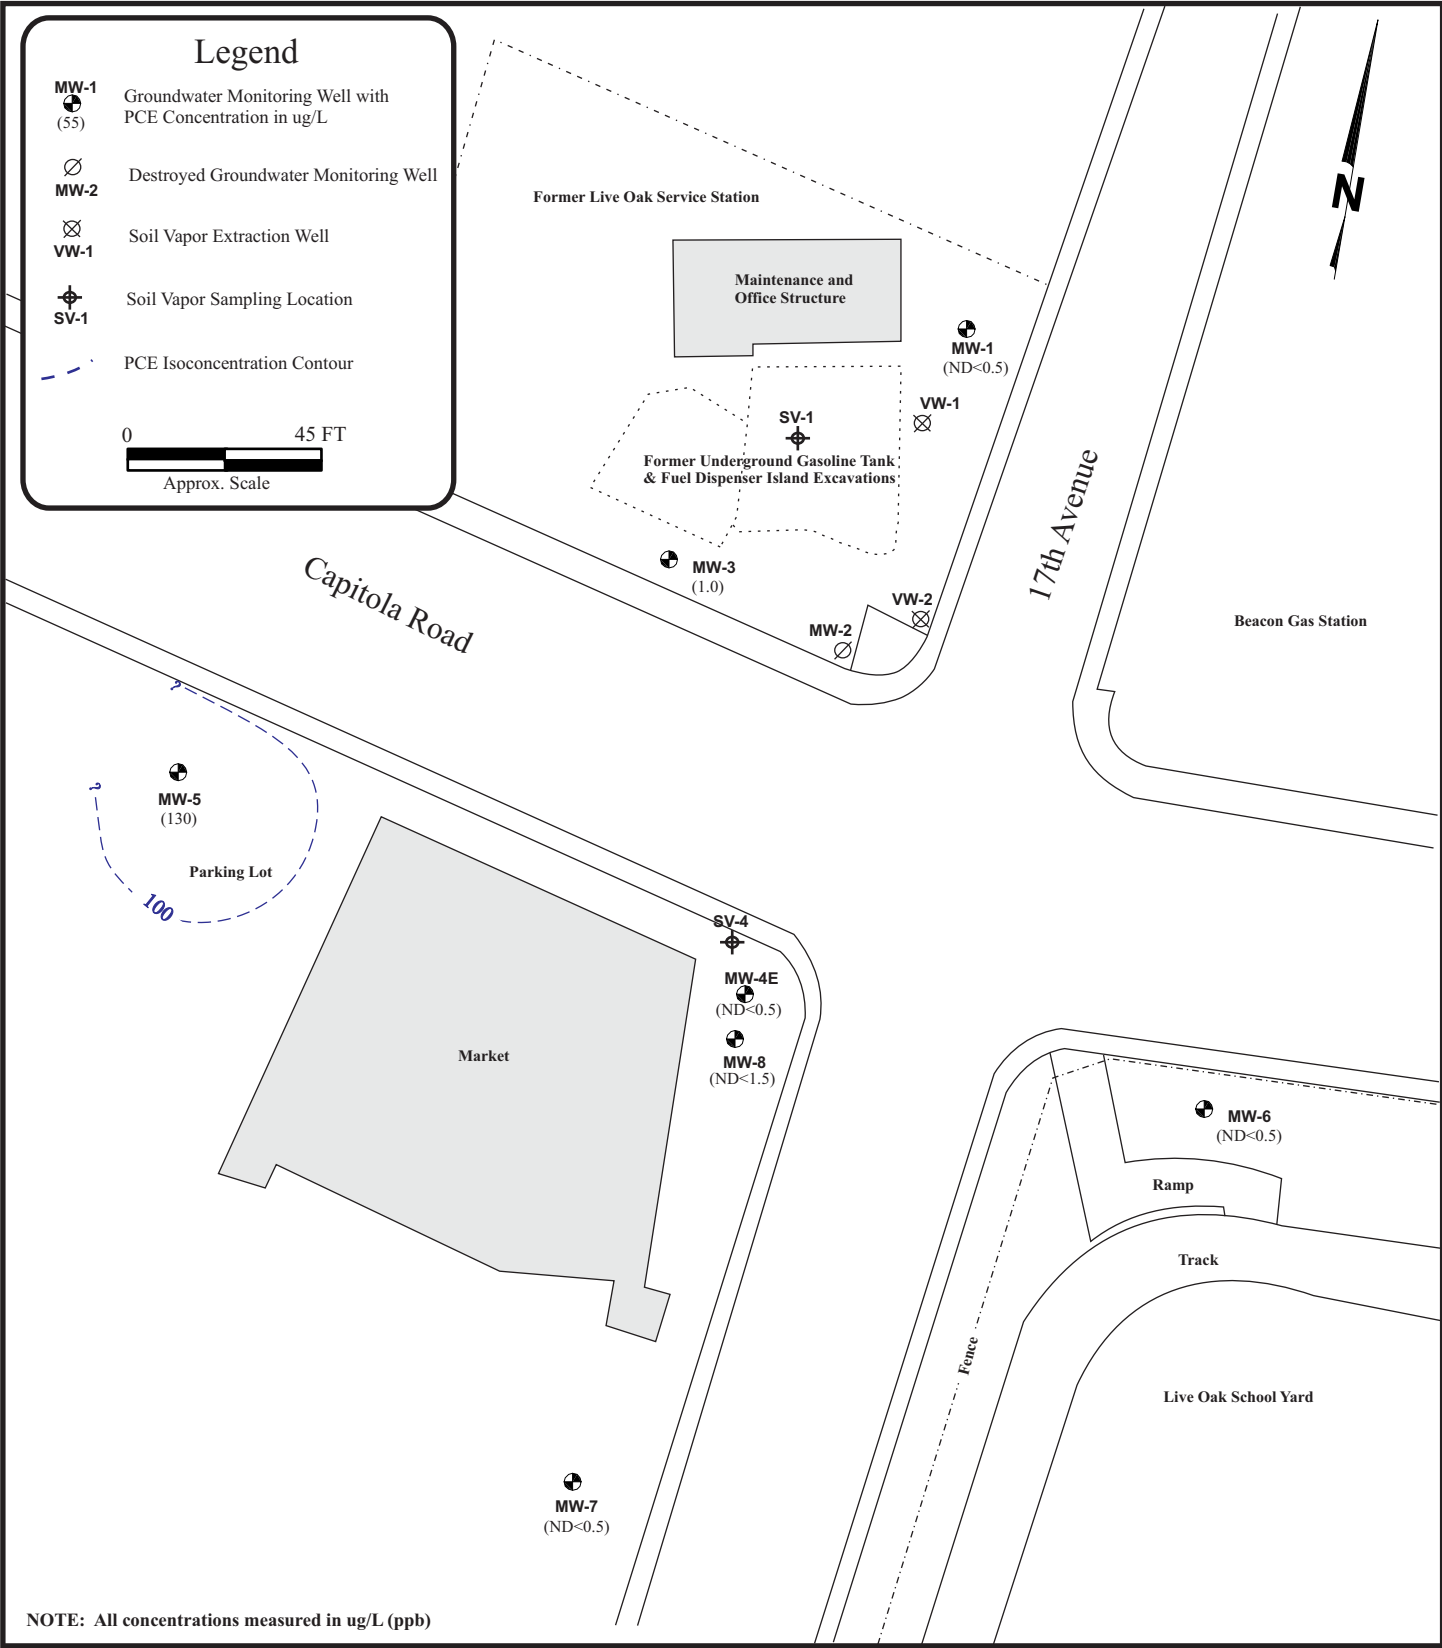 Legend
MW-1
(55)
Groundwater Monitoring Well with
PCE Concentration in ug/L
MW-2
Destroyed Groundwater Monitoring Well
VW-1
Soil Vapor Extraction Well
SV-1
Soil Vapor Sampling Location
PCE Isoconcentration Contour
0 45 FT
Approx. Scale
N
Former Live Oak Service Station
Maintenance and
Office Structure
MW-1
(ND<0.5)
VW-1
SV-1
Former Underground Gasoline Tank
& Fuel Dispenser Island Excavations
17th Avenue
MW-3
(1.0)
Capitola Road
VW-2
MW-2
Beacon Gas Station
?
?
MW-5
(130)
Parking Lot
100
SV-4
MW-4E
(ND<0.5)
MW-8
(ND<1.5)
Market
MW-6
(ND<0.5)
Ramp
Track
Fence
Live Oak School Yard
MW-7
(ND<0.5)
NOTE: All concentrations measured in ug/L (ppb)